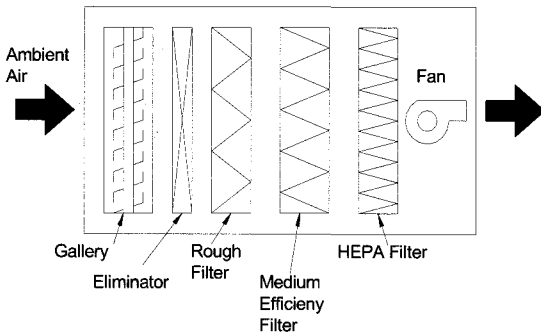 Ambient
Air
Fan
Gallery
Eliminator
Rough
Filter
Medium
Efficieny
Filter
HEPA Filter